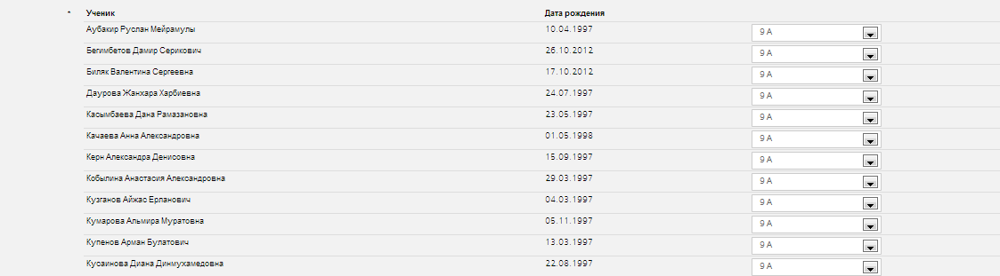 * Ученик Дата рождения
Аубакир Руслан Мейрамулы 10.04.1997 9 А
Бегимбетов Дамир Серикович 26.10.2012 9 А
Биляк Валентина Сергеевна 17.10.2012 9 А
Даурова Жанхара Харбиевна 24.07.1997 9 А
Касымбаева Дана Рамазановна 23.05.1997 9 А
Качаева Анна Александровна 01.05.1998 9 А
Керн Александра Денисовна 15.09.1997 9 А
Кобылина Анастасия Александровна 29.03.1997 9 А
Кузганов Айжас Ерланович 04.03.1997 9 А
Кумарова Альмира Муратовна 05.11.1997 9 А
Купенов Арман Булатович 13.03.1997 9 А
Кусаинова Диана Динмухамедовна 22.08.1997 9 А